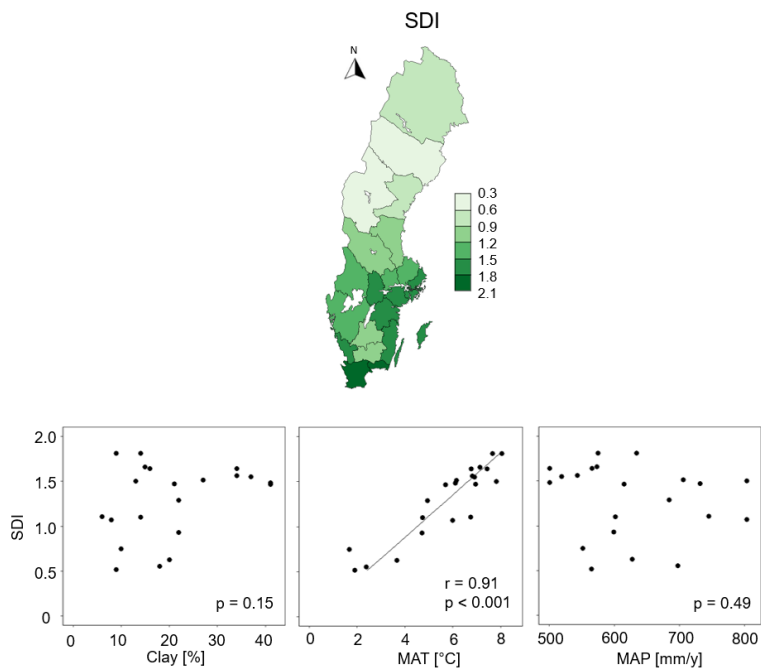 SDI
N
0.3
0.6
0.9
1.2
1.5
1.8
2.1
SDI
2.0
1.5
1.0
0.5
0
p = 0.15
0 10 20 30 40
Clay [%]
r = 0.91
p < 0.001
0 2 4 6 8
MAT [°C]
p = 0.49
500 600 700 800
MAP [mm/y]